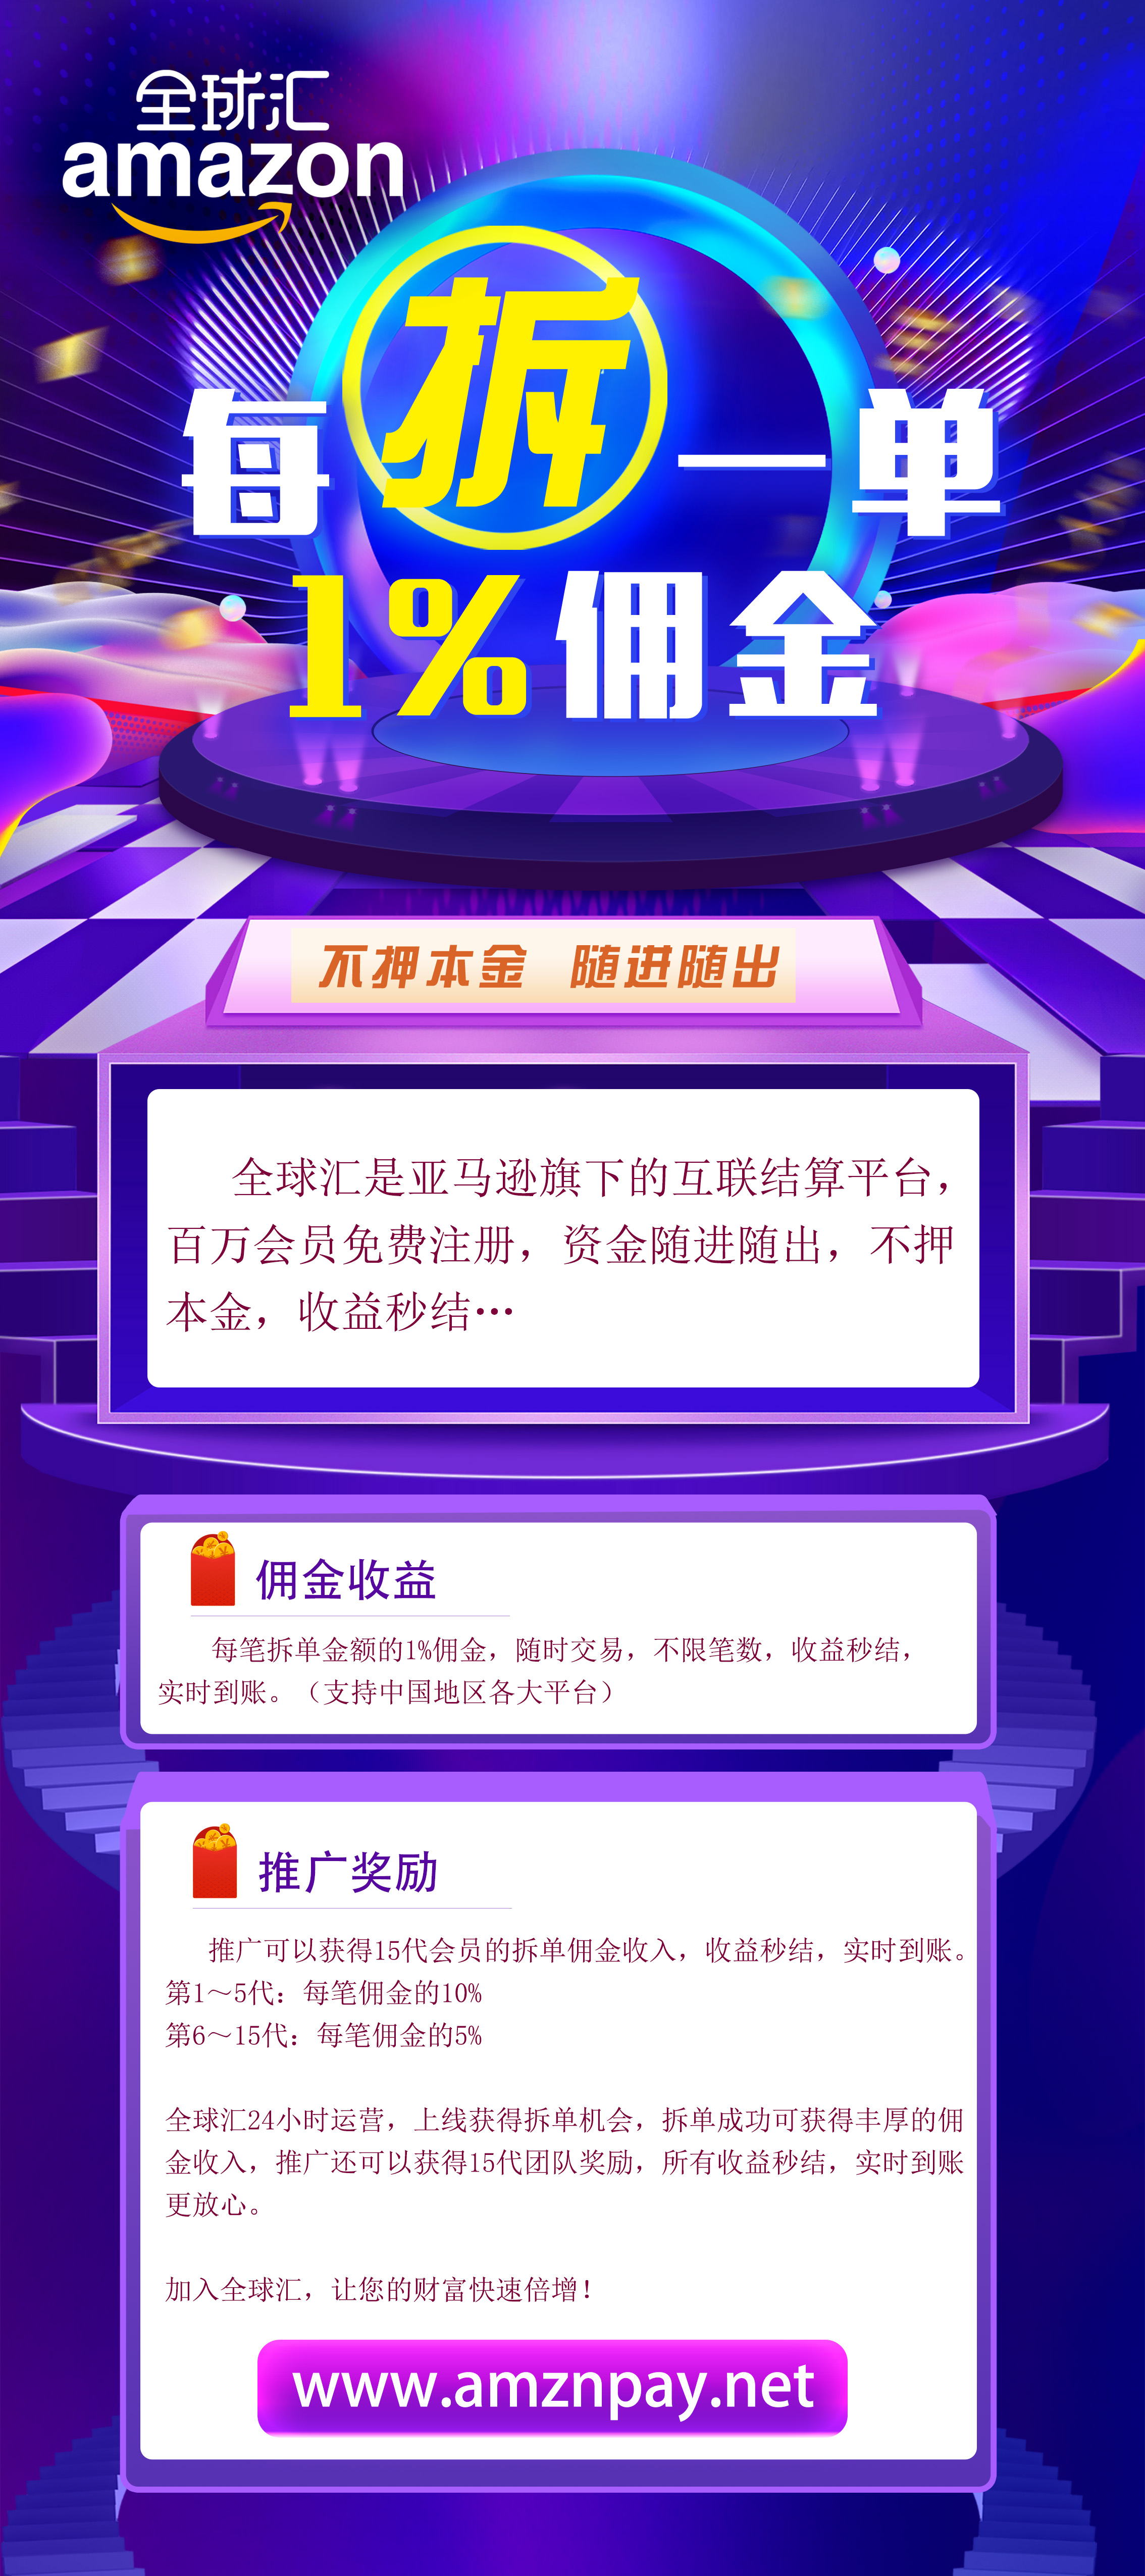 全球汇
amazon
每拆一单
1%佣金
不押本金 随进随出
全球汇是亚马逊旗下的互联结算平台，
百万会员免费注册，资金随进随出，不押
本金，收益秒结…
佣金收益
每笔拆单金额的1%佣金，随时交易，不限笔数，收益秒结，
实时到账。（支持中国地区各大平台）
推广奖励
推广可以获得15代会员的拆单佣金收入，收益秒结，实时到账。
第1～5代：每笔佣金的10%
第6～15代：每笔佣金的5%
全球汇24小时运营，上线获得拆单机会，拆单成功可获得丰厚的佣
金收入，推广还可以获得15代团队奖励，所有收益秒结，实时到账
更放心。
加入全球汇，让您的财富快速倍增！
www.amznpay.net